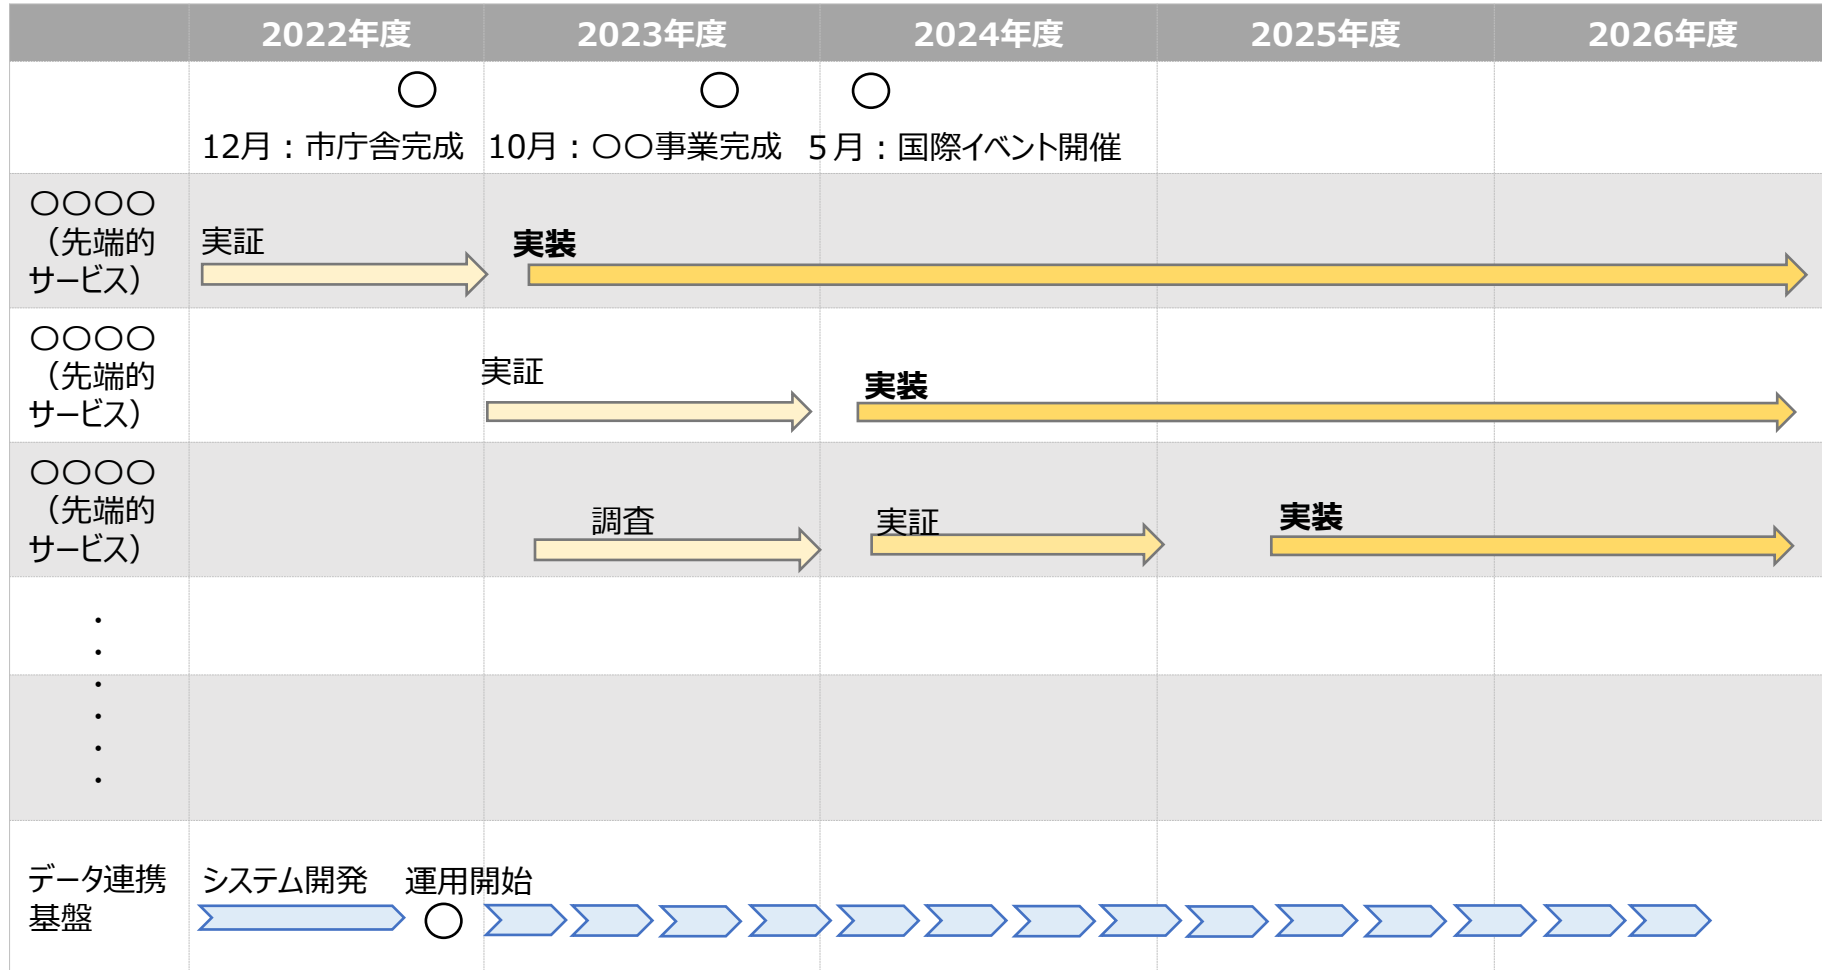 2022年度 2023年度 2024年度 2025年度 2026年度
12月：市庁舎完成 10月：〇〇事業完成 ５月：国際イベント開催
〇〇〇〇
（先端的
サービス）
実証 実装
〇〇〇〇
（先端的
サービス）
実証 実装
〇〇〇〇
（先端的
サービス）
調査 実証 実装
・
・
・
・
・
・
データ連携
基盤
システム開発 運用開始